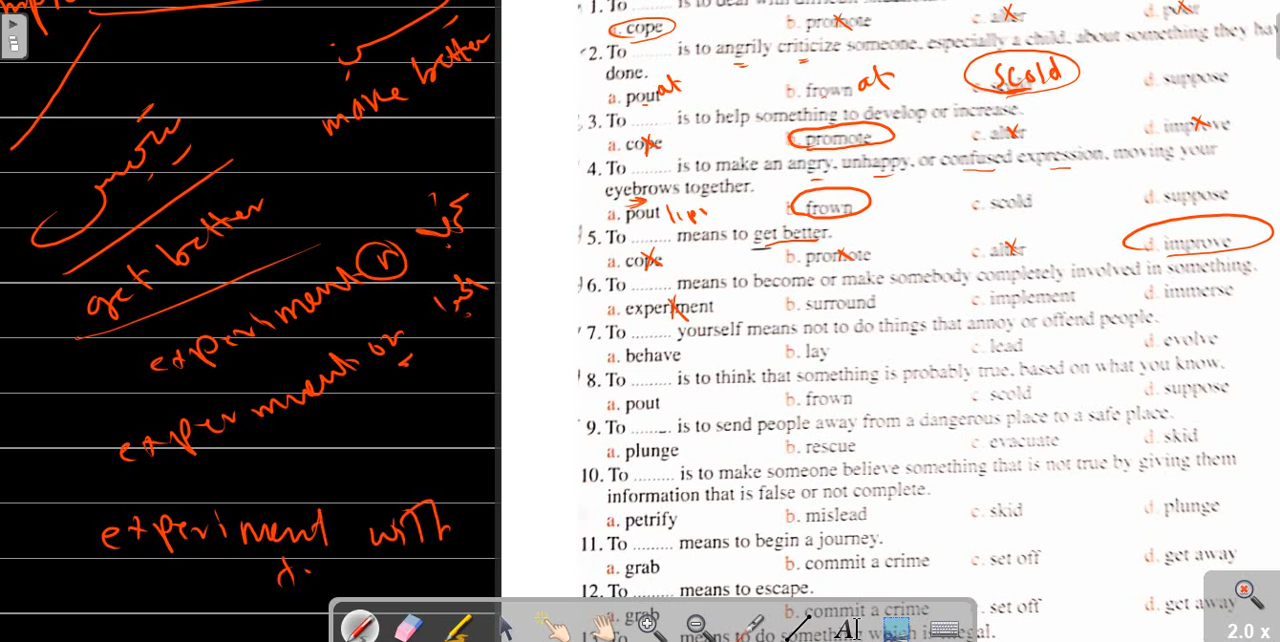 make better
get better
experiment n
experiment on
experiment with
1. To ......... is to deal with
a. cope b. promote c. alter d. pour
2. To ......... is to angrily criticize someone, especially a child, about something they hav
done.
a. pout at b. frown at scold d. suppose
3. To ......... is to help something to develop or increase.
a. cope b. promote c. alter d. improve
4. To ......... is to make an angry, unhappy, or confused expression, moving your
eyebrows together.
a. pout lips b. frown c. scold d. suppose
5. To ......... means to get better.
a. cope b. promote c. alter d. improve
6. To ......... means to become or make somebody completely involved in something.
a. experiment b. surround c. implement d. immerse
7. To ......... yourself means not to do things that annoy or offend people.
a. behave b. lay c. lead d. evolve
8. To ......... is to think that something is probably true, based on what you know.
a. pout b. frown c. scold d. suppose
9. To ......... is to send people away from a dangerous place to a safe place.
a. plunge b. rescue c evacuate d. skid
10. To ......... is to make someone believe something that is not true by giving them
information that is false or not complete.
a. petrify b. mislead c. skid d. plunge
11. To ......... means to begin a journey.
a. grab b. commit a crime c. set off d. get away
12. To ......... means to escape.
a. grab b. commit a crime . set off d. get away
13. To means to do something which is illegal.
2.0 x